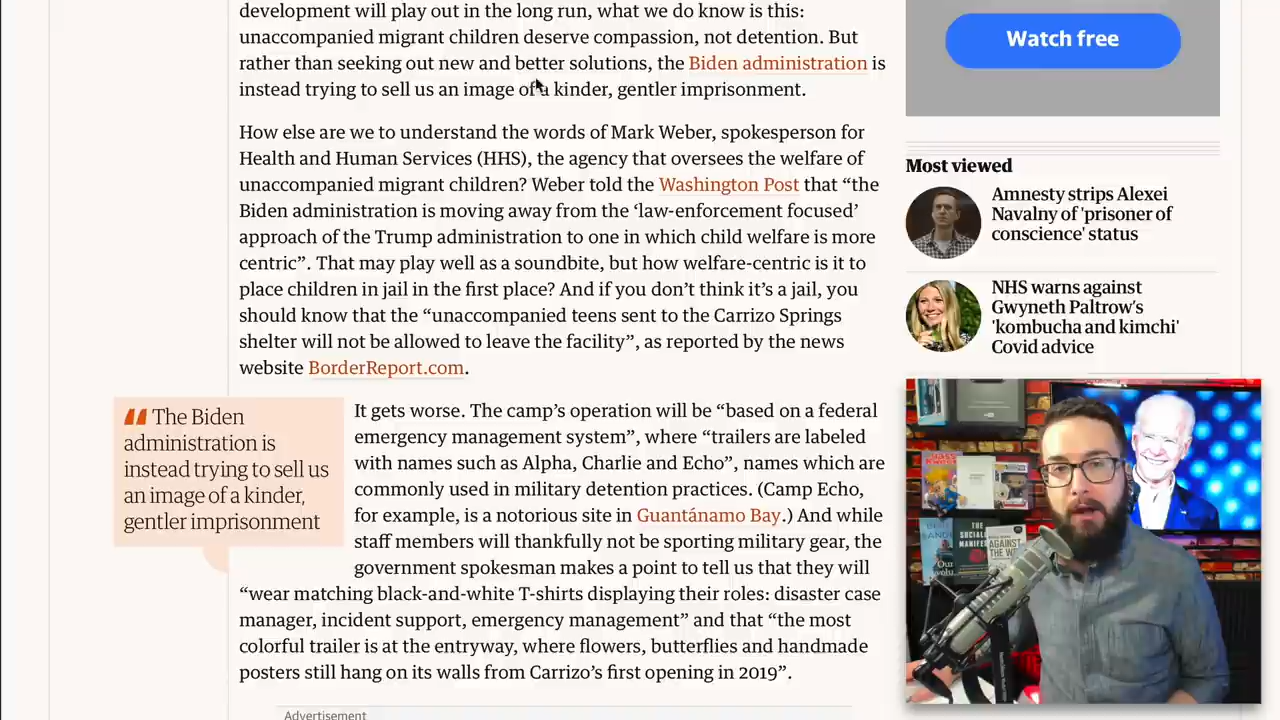 development will play out in the long run, what we do know is this:
unaccompanied migrant children deserve compassion, not detention. But
rather than seeking out new and better solutions, the Biden administration is
instead trying to sell us an image of a kinder, gentler imprisonment.
How else are we to understand the words of Mark Weber, spokesperson for
Health and Human Services (HHS), the agency that oversees the welfare of
unaccompanied migrant children? Weber told the Washington Post that “the
Biden administration is moving away from the ‘law-enforcement focused’
approach of the Trump administration to one in which child welfare is more
centric”. That may play well as a soundbite, but how welfare-centric is it to
place children in jail in the first place? And if you don’t think it’s a jail, you
should know that the “unaccompanied teens sent to the Carrizo Springs
shelter will not be allowed to leave the facility”, as reported by the news
website BorderReport.com.
The Biden
administration is
instead trying to sell us
an image of a kinder,
gentler imprisonment
It gets worse. The camp’s operation will be “based on a federal
emergency management system”, where “trailers are labeled
with names such as Alpha, Charlie and Echo”, names which are
commonly used in military detention practices. (Camp Echo,
for example, is a notorious site in Guantánamo Bay.) And while
staff members will thankfully not be sporting military gear, the
government spokesman makes a point to tell us that they will
“wear matching black-and-white T-shirts displaying their roles: disaster case
manager, incident support, emergency management” and that “the most
colorful trailer is at the entryway, where flowers, butterflies and handmade
posters still hang on its walls from Carrizo’s first opening in 2019”.
Advertisement
Watch free
Most viewed
Amnesty strips Alexei
Navalny of 'prisoner of
conscience' status
NHS warns against
Gwyneth Paltrow’s
'kombucha and kimchi'
Covid advice
THE
AGAINST
THE